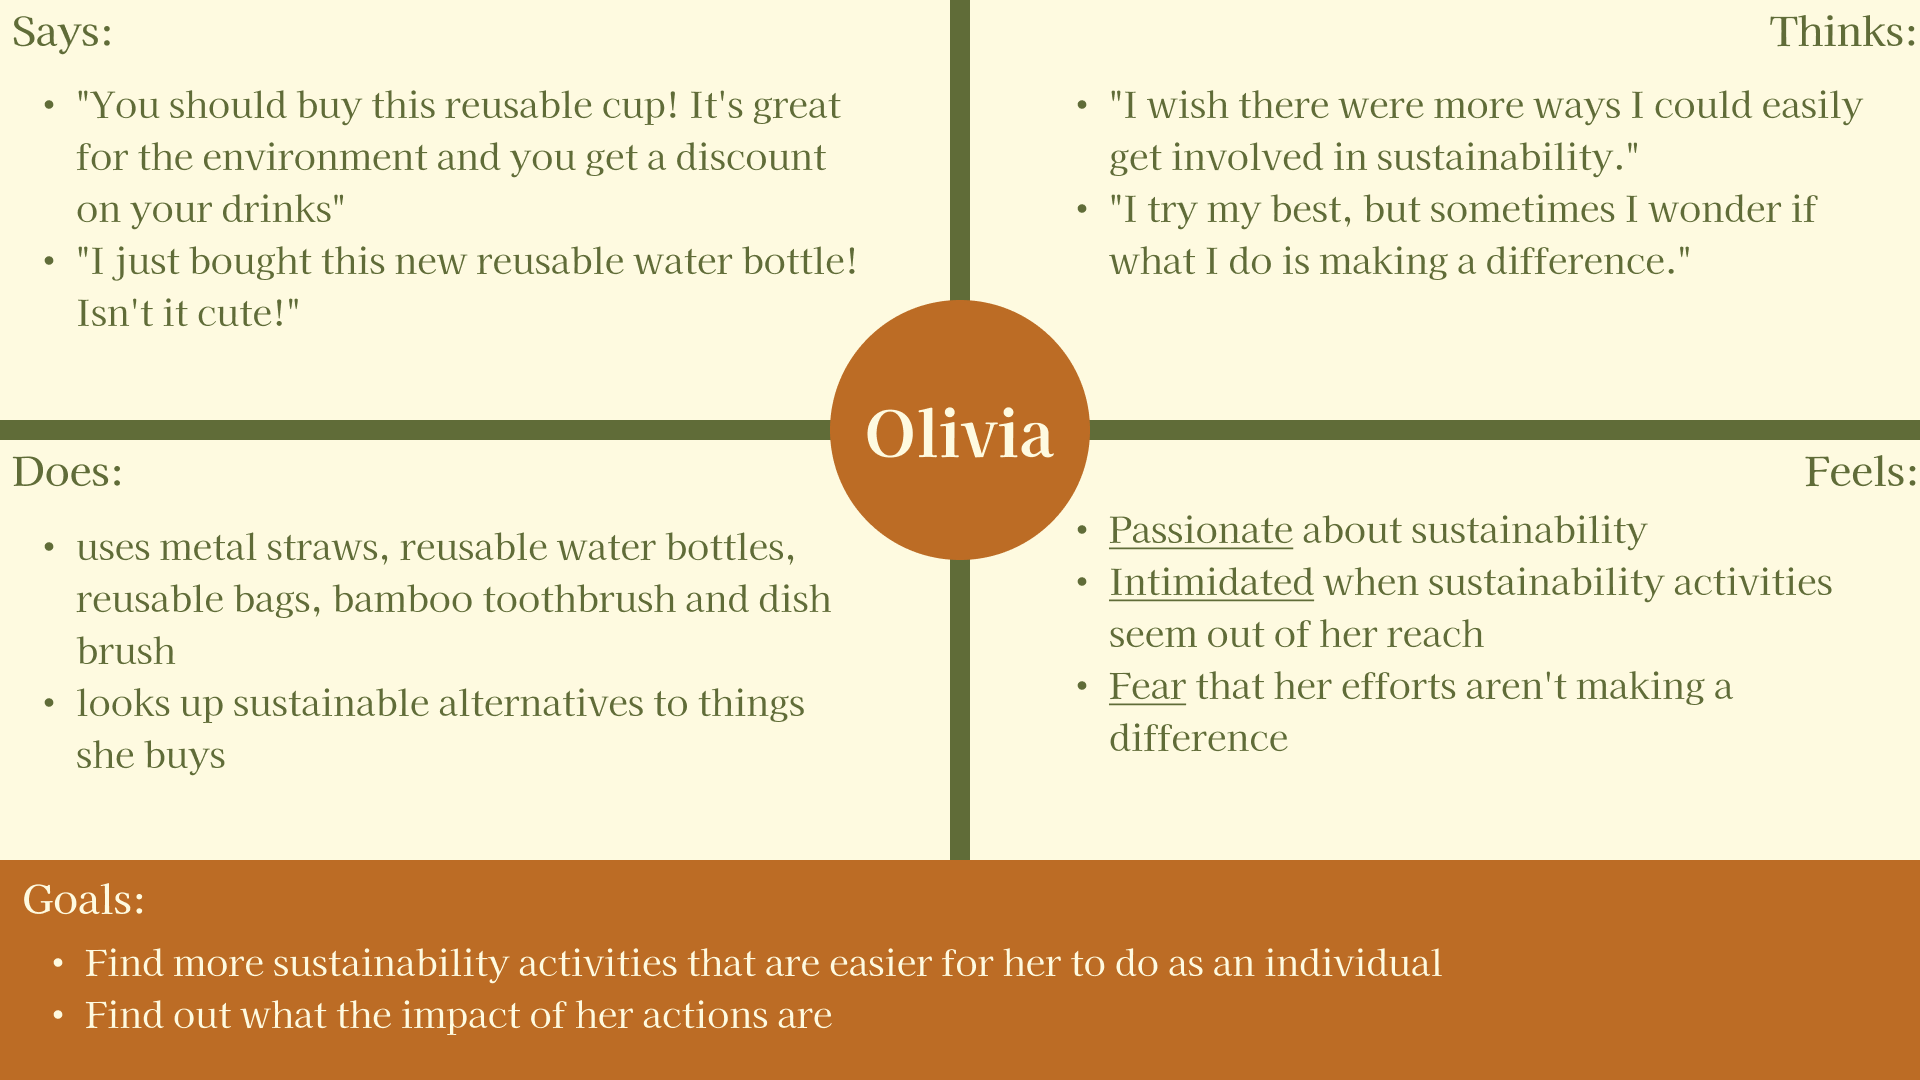 Says:
• "You should buy this reusable cup! It's great
for the environment and you get a discount
on your drinks"
• "I just bought this new reusable water bottle!
Isn't it cute!"
Thinks:
• "I wish there were more ways I could easily
get involved in sustainability."
• "I try my best, but sometimes I wonder if
what I do is making a difference."
Olivia
Does:
• uses metal straws, reusable water bottles,
reusable bags, bamboo toothbrush and dish
brush
• looks up sustainable alternatives to things
she buys
Feels:
• Passionate about sustainability
• Intimidated when sustainability activities
seem out of her reach
• Fear that her efforts aren't making a
difference
Goals:
• Find more sustainability activities that are easier for her to do as an individual
• Find out what the impact of her actions are